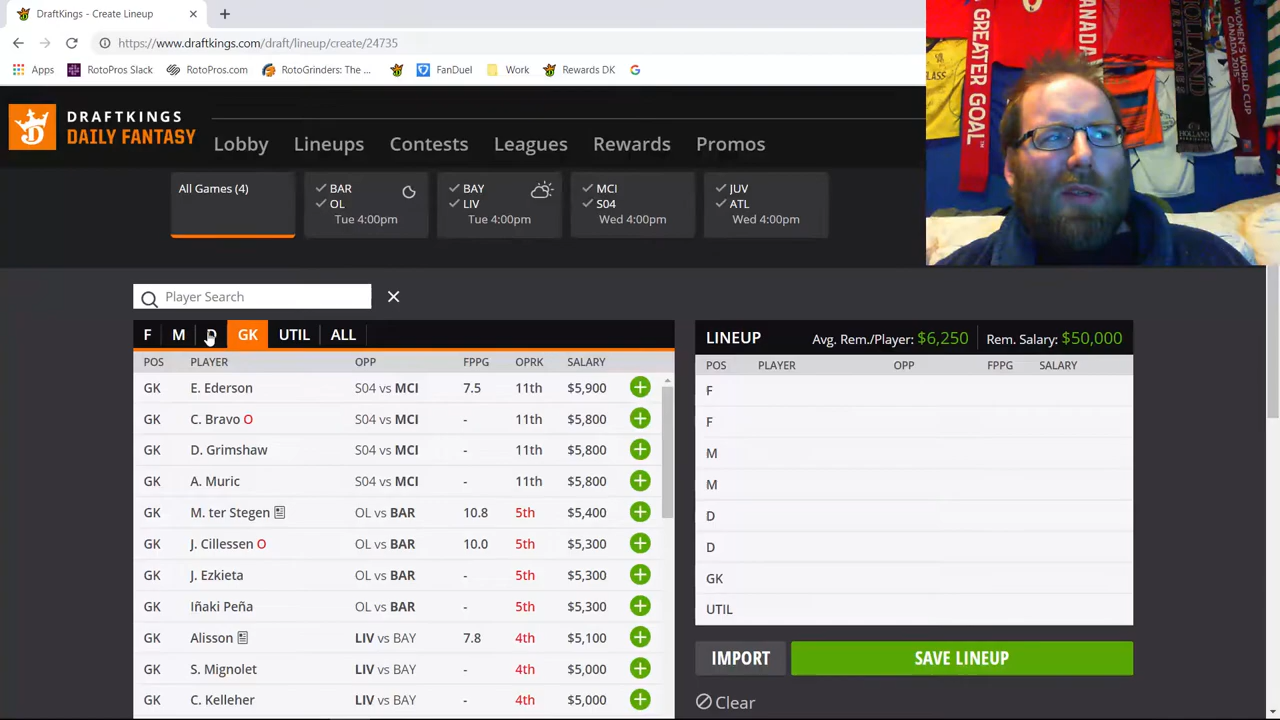 DraftKings - Create Lineup
https://www.draftkings.com/draft/lineup/create/24735
Apps
RotoPros Slack
RotoPros.com
RotoGrinders: The ...
FanDuel
Work
Rewards DK
DRAFTKINGS
DAILY FANTASY
Lobby
Lineups
Contests
Leagues
Rewards
Promos
All Games (4)
BAR
OL
Tue 4:00pm
BAY
LIV
Tue 4:00pm
MCI
S04
Wed 4:00pm
JUV
ATL
Wed 4:00pm
GREATER GOAL
CANADA
HOLLAND
A WOMEN'S WORLD CUP
CANADA 2015
Player Search
F M D GK UTIL ALL
POS PLAYER OPP FPPG OPRK SALARY
GK E. Ederson S04 vs MCI 7.5 11th $5,900
GK C. Bravo O S04 vs MCI - 11th $5,800
GK D. Grimshaw S04 vs MCI - 11th $5,800
GK A. Muric S04 vs MCI - 11th $5,800
GK M. ter Stegen OL vs BAR 10.8 5th $5,400
GK J. Cillessen O OL vs BAR 10.0 5th $5,300
GK J. Ezkieta OL vs BAR - 5th $5,300
GK Iñaki Peña OL vs BAR - 5th $5,300
GK Alisson LIV vs BAY 7.8 4th $5,100
GK S. Mignolet LIV vs BAY - 4th $5,000
GK C. Kelleher LIV vs BAY - 4th $5,000
LINEUP Avg. Rem./Player: $6,250 Rem. Salary: $50,000
POS PLAYER OPP FPPG SALARY
F
F
M
M
D
D
GK
UTIL
IMPORT
SAVE LINEUP
Clear